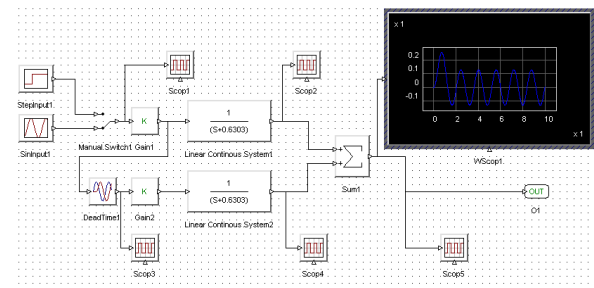 x 1
0.2
0.1
0
-0.1
0 2 4 6 8 10
x 1
StepInput1
Scop1
Scop2
K
1
(S+0.6303)
SinInput1
Manual Switch1 Gain1
Linear Continous System1
WScop1
Sum1
K
1
(S+0.6303)
OUT
DeadTime1
Gain2
O1
Linear Continous System2
Scop3
Scop4
Scop5